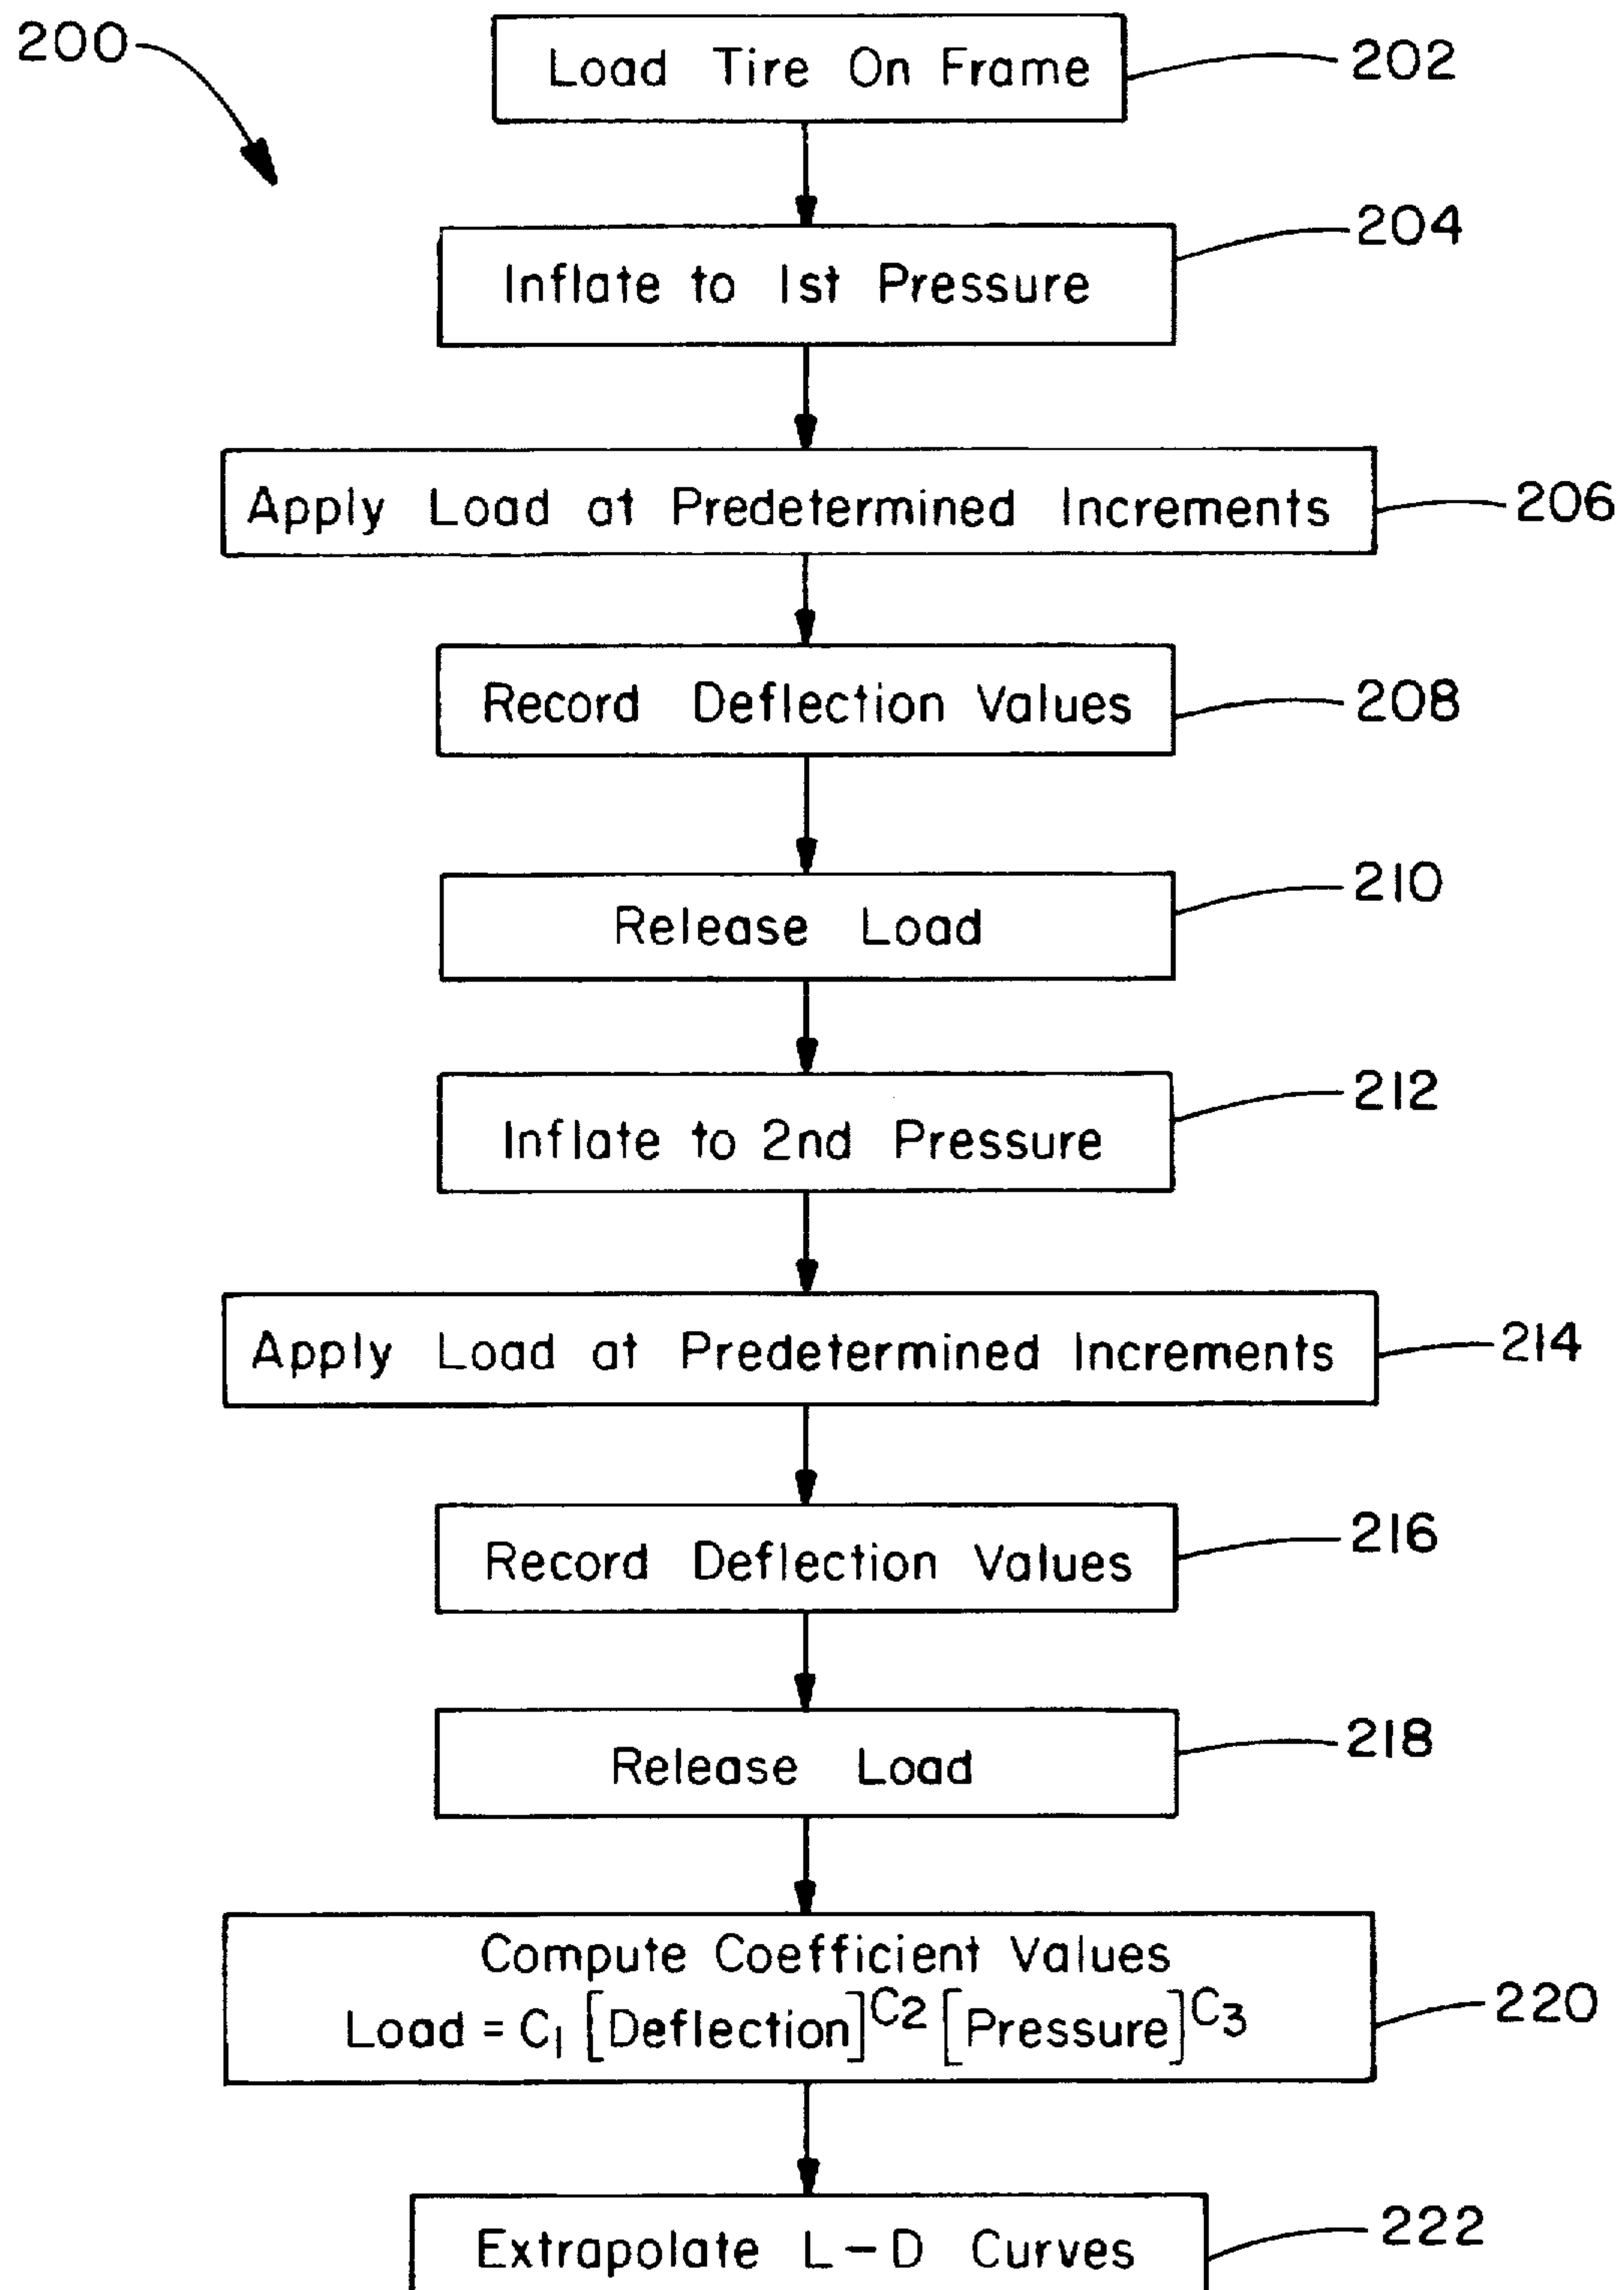 200
Load Tire On Frame
202
Inflate to 1st Pressure
204
Apply Load at Predetermined Increments
206
Record Deflection Values
208
Release Load
210
Inflate to 2nd Pressure
212
Apply Load at Predetermined Increments
214
Record Deflection Values
216
Release Load
218
Compute Coefficient Values
Load = C1 [Deflection]^C2 [Pressure]^C3
220
Extrapolate L-D Curves
222